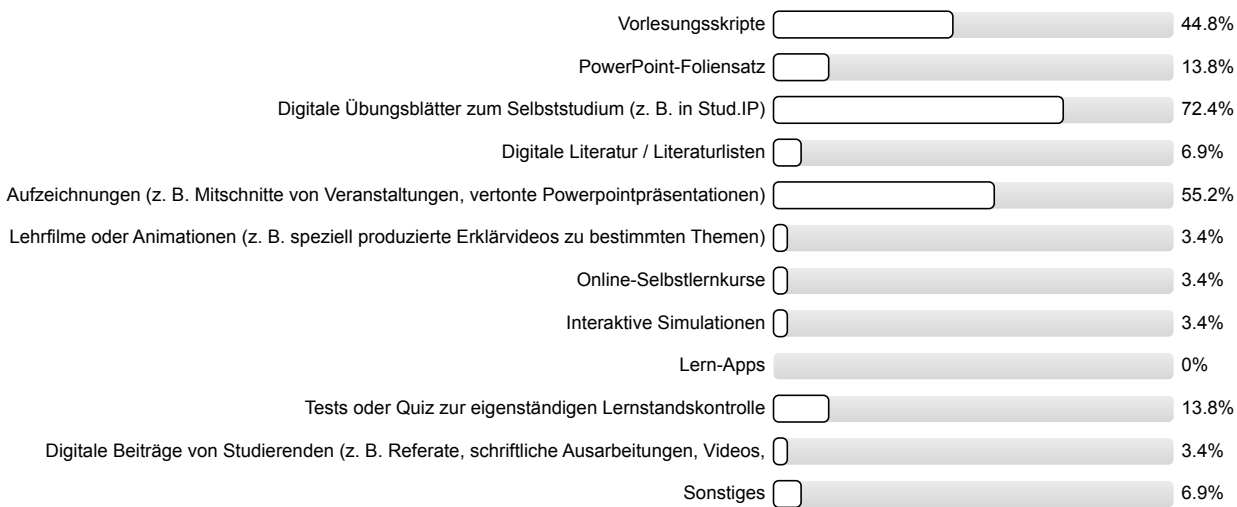 Vorlesungsskripte 44.8%
PowerPoint-Foliensatz 13.8%
Digitale Übungsblätter zum Selbststudium (z. B. in Stud.IP) 72.4%
Digitale Literatur / Literaturlisten 6.9%
Aufzeichnungen (z. B. Mitschnitte von Veranstaltungen, vertonte Powerpointpräsentationen) 55.2%
Lehrfilme oder Animationen (z. B. speziell produzierte Erklärvideos zu bestimmten Themen) 3.4%
Online-Selbstlernkurse 3.4%
Interaktive Simulationen 3.4%
Lern-Apps 0%
Tests oder Quiz zur eigenständigen Lernstandskontrolle 13.8%
Digitale Beiträge von Studierenden (z. B. Referate, schriftliche Ausarbeitungen, Videos, 3.4%
Sonstiges 6.9%